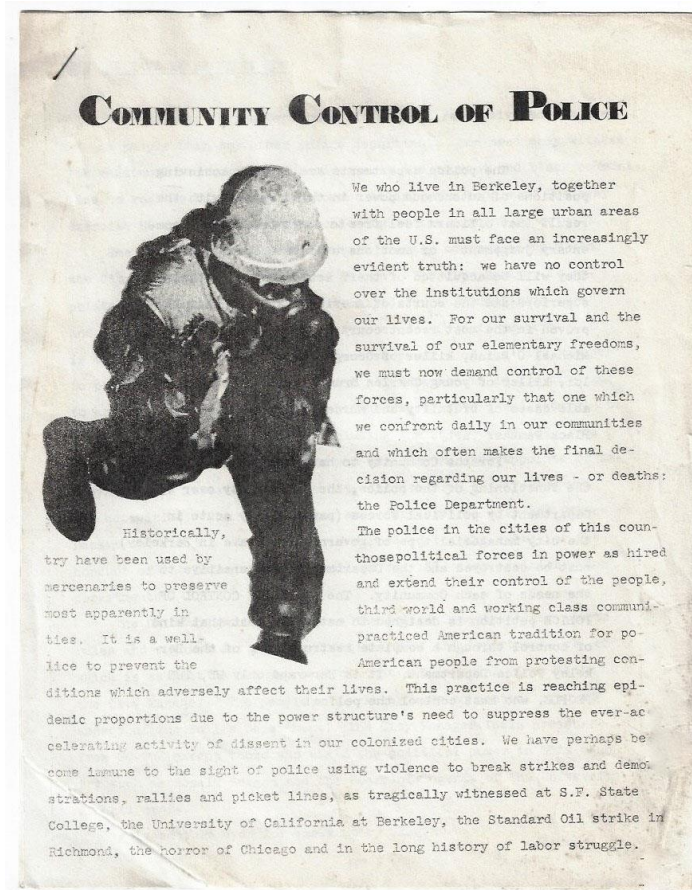 COMMUNITY CONTROL OF POLICE
We who live in Berkeley, together
with people in all large urban areas
of the U.S. must face an increasingly
evident truth: we have no control
over the institutions which govern
our lives. For our survival and the
survival of our elementary freedoms,
we must now demand control of these
forces, particularly that one which
we confront daily in our communities
and which often makes the final de-
cision regarding our lives - or deaths:
the Police Department.
Historically, The police in the cities of this coun-
try have been used by thosepolitical forces in power as hired
mercenaries to preserve and extend their control of the people,
most apparently in third world and working class communi-
ties. It is a well- practiced American tradition for po-
lice to prevent the American people from protesting con-
ditions which adversely affect their lives. This practice is reaching epi-
demic proportions due to the power structure's need to suppress the ever-ac
celerating activity of dissent in our colonized cities. We have perhaps be
come immune to the sight of police using violence to break strikes and demo
strations, rallies and picket lines, as tragically witnessed at S.F. State
College, the University of California at Berkeley, the Standard Oil strike in
Richmond, the horror of Chicago and in the long history of labor struggle.